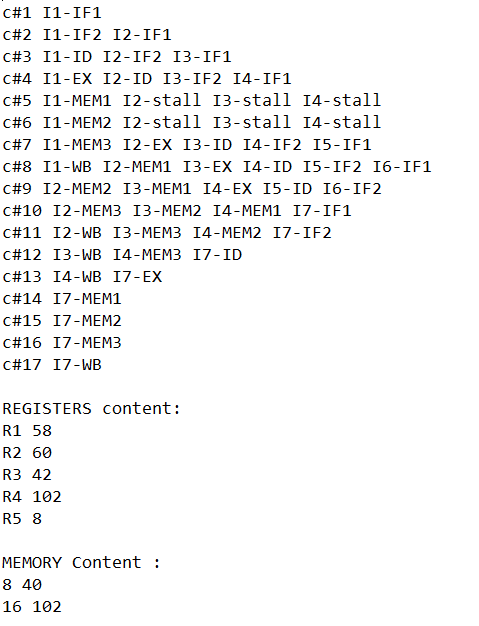 c#1 I1-IF1
c#2 I1-IF2 I2-IF1
c#3 I1-ID I2-IF2 I3-IF1
c#4 I1-EX I2-ID I3-IF2 I4-IF1
c#5 I1-MEM1 I2-stall I3-stall I4-stall
c#6 I1-MEM2 I2-stall I3-stall I4-stall
c#7 I1-MEM3 I2-EX I3-ID I4-IF2 I5-IF1
c#8 I1-WB I2-MEM1 I3-EX I4-ID I5-IF2 I6-IF1
c#9 I2-MEM2 I3-MEM1 I4-EX I5-ID I6-IF2
c#10 I2-MEM3 I3-MEM2 I4-MEM1 I7-IF1
c#11 I2-WB I3-MEM3 I4-MEM2 I7-IF2
c#12 I3-WB I4-MEM3 I7-ID
c#13 I4-WB I7-EX
c#14 I7-MEM1
c#15 I7-MEM2
c#16 I7-MEM3
c#17 I7-WB
REGISTERS content:
R1 58
R2 60
R3 42
R4 102
R5 8
MEMORY Content :
8 40
16 102